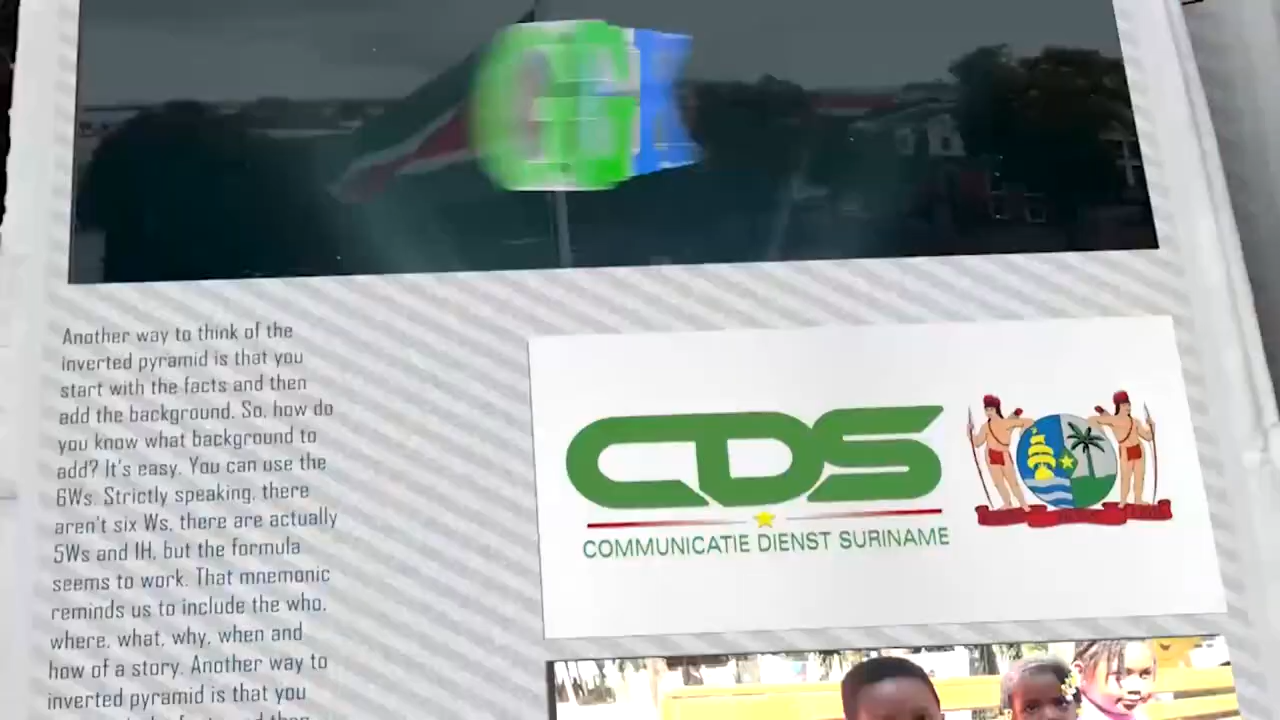 Another way to think of the
inverted pyramid is that you
start with the facts and then
add the background. So, how do
you know what background to
add? It's easy. You can use the
6Ws. Strictly speaking, there
aren't six Ws, there are actually
5Ws and 1H, but the formula
seems to work. That mnemonic
reminds us to include the who,
where, what, why, when and
how of a story. Another way to
inverted pyramid is that you
CDS
COMMUNICATIE DIENST SURINAME